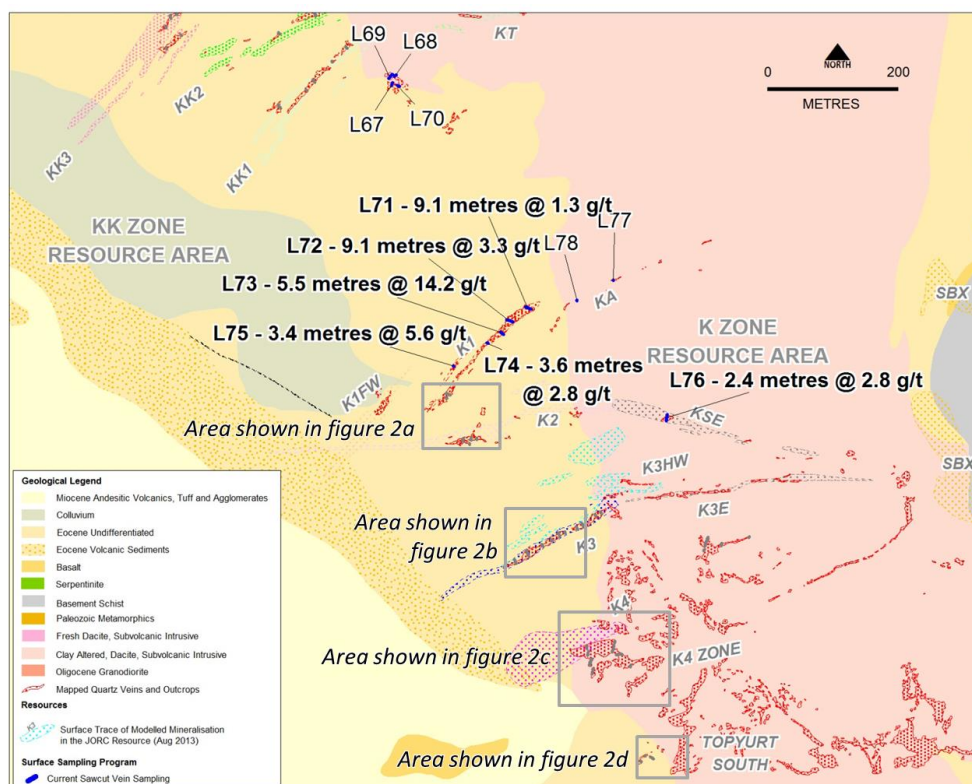 KT
L69
L68
NORTH
0
200
METRES
KK2
L67
L70
KK3
KK1
L71 - 9.1 metres @ 1.3 g/t
L77
KK ZONE
RESOURCE AREA
L72 - 9.1 metres @ 3.3 g/t
L78
L73 - 5.5 metres @ 14.2 g/t
KA
SBX
L75 - 3.4 metres @ 5.6 g/t
K1
K ZONE
RESOURCE AREA
L74 - 3.6 metres
@ 2.8 g/t
L76 - 2.4 metres @ 2.8 g/t
K1FW
K2
KSE
Area shown in figure 2a
K3HW
SBX
K3E
Area shown in
figure 2b
K3
K4
Area shown in figure 2c
K4 ZONE
TOPYURT
SOUTH
Area shown in figure 2d
Geological Legend
Miocene Andesitic Volcanics, Tuff and Agglomerates
Colluvium
Eocene Undifferentiated
Eocene Volcanic Sediments
Basalt
Serpentinite
Basement Schist
Paleozoic Metamorphics
Fresh Dacite, Subvolcanic Intrusive
Clay Altered, Dacite, Subvolcanic Intrusive
Oligocene Granodiorite
Mapped Quartz Veins and Outcrops
Resources
Surface Trace of Modelled Mineralisation
in the JORC Resource (Aug 2013)
Surface Sampling Program
Current Sawcut Vein Sampling